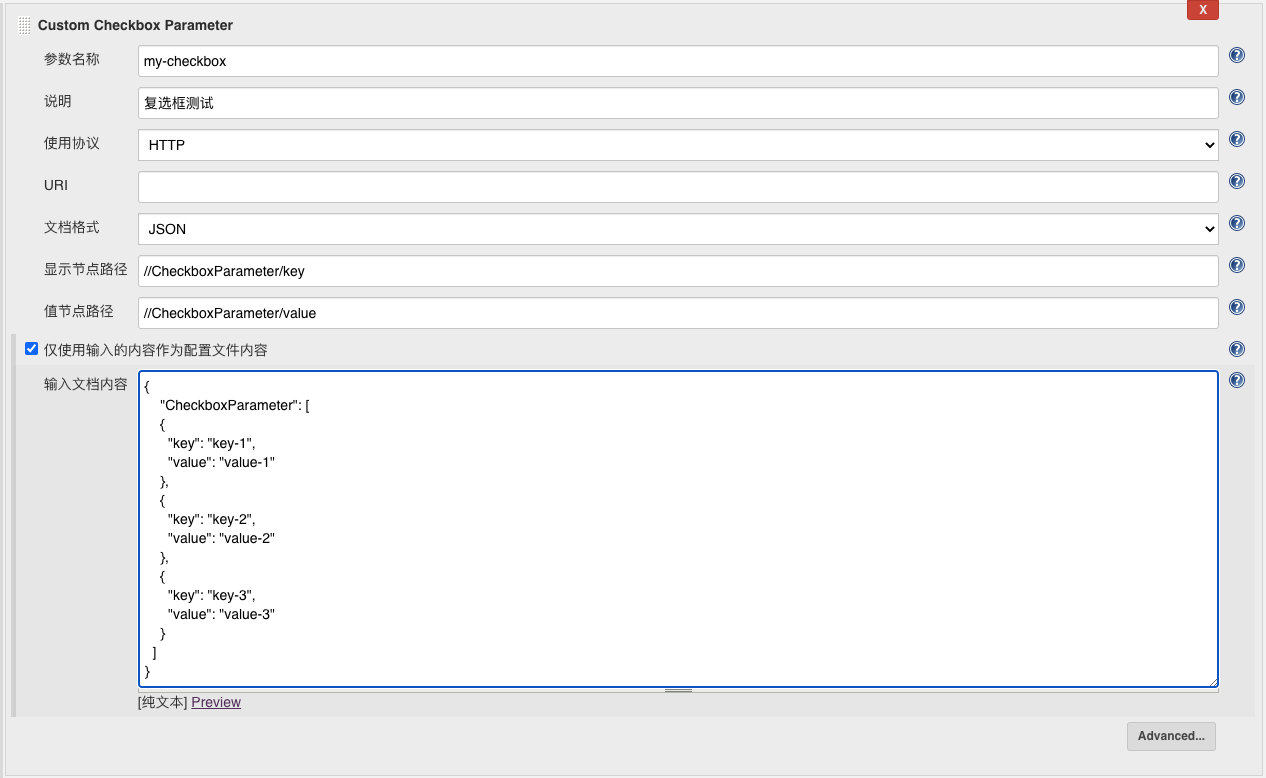 X
Custom Checkbox Parameter
参数名称
my-checkbox
说明
复选框测试
使用协议
HTTP
URI
文档格式
JSON
显示节点路径
//CheckboxParameter/key
值节点路径
//CheckboxParameter/value
仅使用输入的内容作为配置文件内容
输入文档内容
{
"CheckboxParameter": [
{
"key": "key-1",
"value": "value-1"
},
{
"key": "key-2",
"value": "value-2"
},
{
"key": "key-3",
"value": "value-3"
}
]
}
[纯文本] Preview
Advanced...